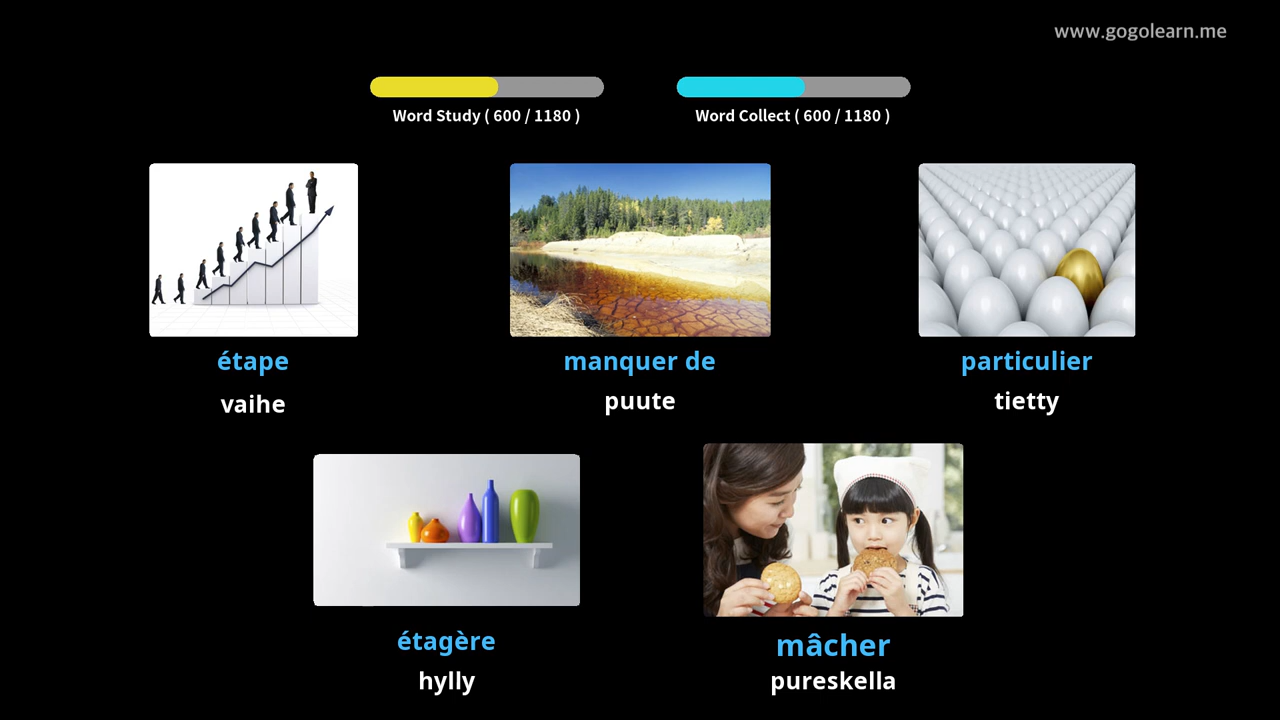 www.gogolearn.me
Word Study ( 600 / 1180 )
Word Collect ( 600 / 1180 )
étape
manquer de
particulier
vaihe
puute
tietty
étagère
mâcher
hylly
pureskella